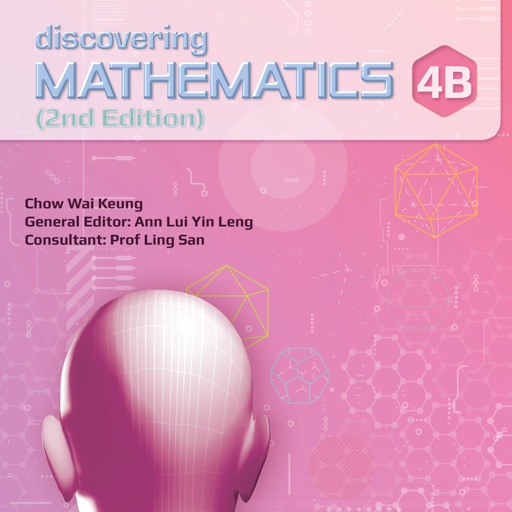 discovering
MATHEMATICS 4B
(2nd Edition)
Chow Wai Keung
General Editor: Ann Lui Yin Leng
Consultant: Prof Ling San